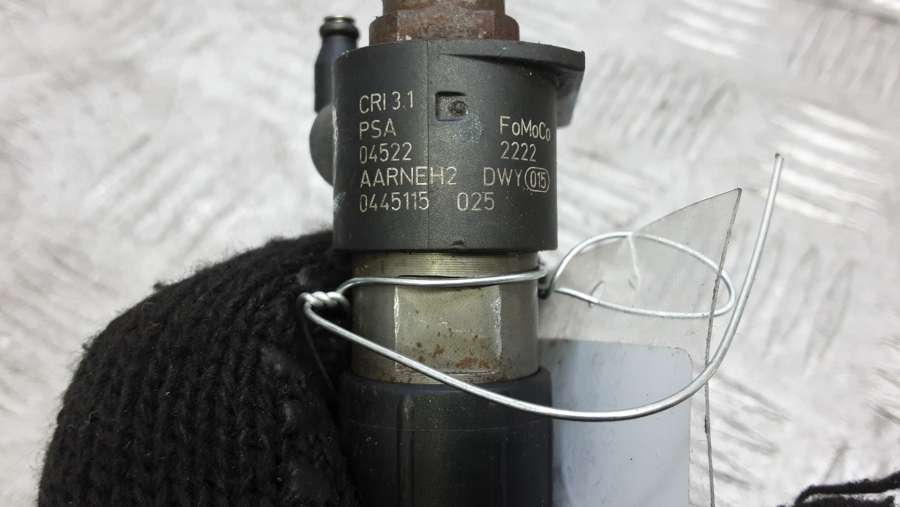 CRI 3.1
PSA FoMoCo
04522 2222
AARNEH2 DWY 015
0445115 025